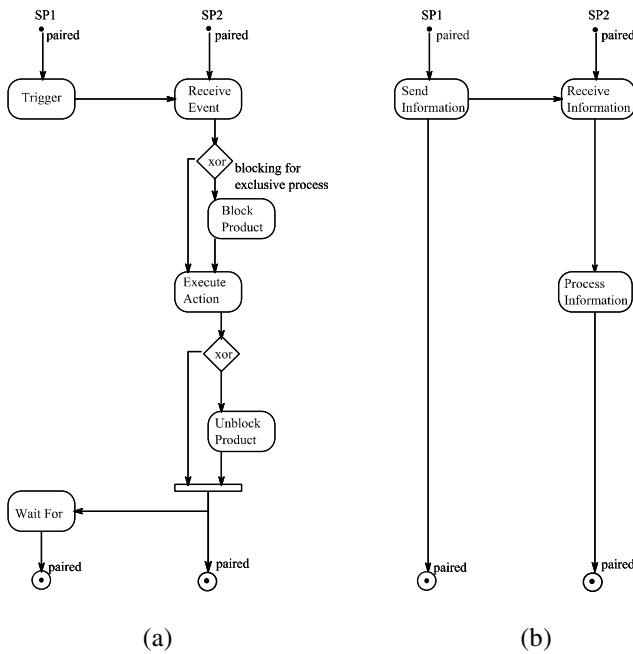 SP1
SP2
paired
paired
Trigger
Receive
Event
xor
blocking for
exclusive process
Block
Product
Execute
Action
xor
Unblock
Product
Wait For
paired
paired
(a)
SP1
SP2
paired
paired
Send
Information
Receive
Information
Process
Information
paired
paired
(b)